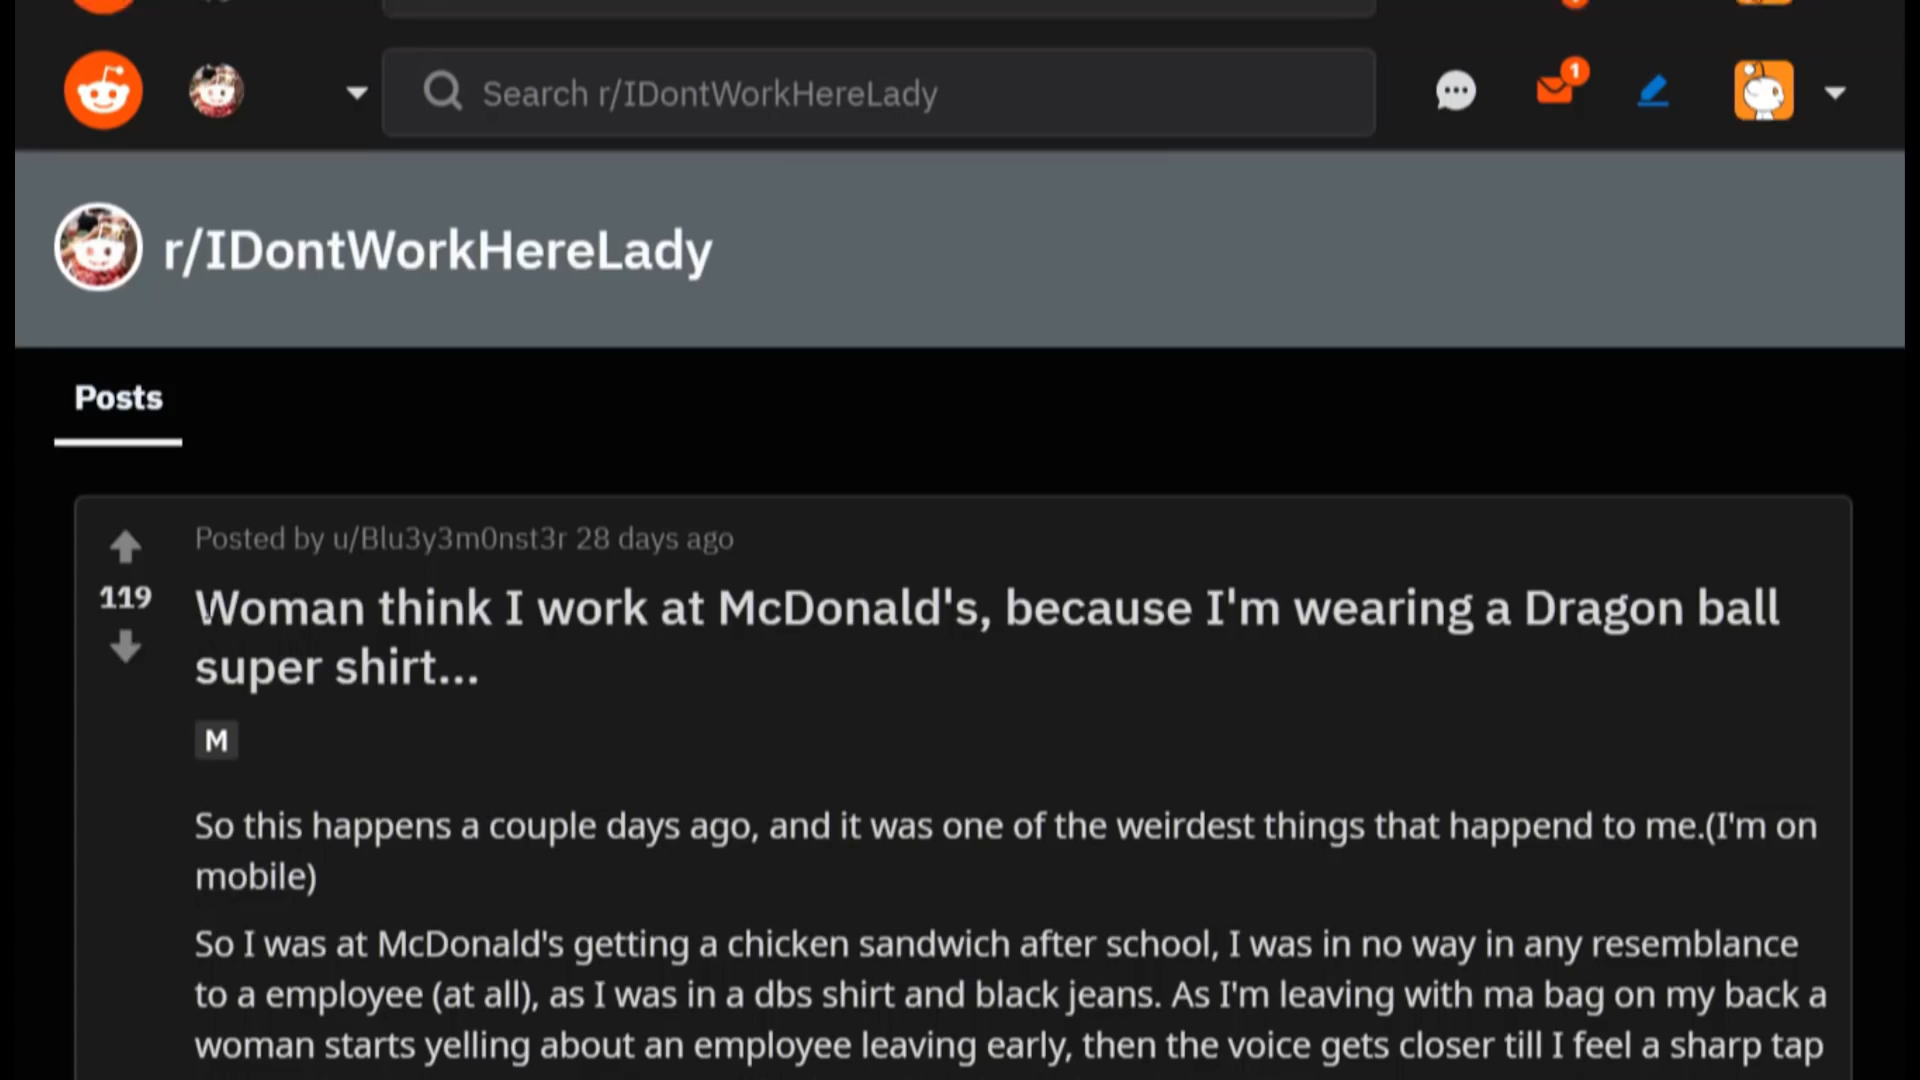 Search r/IDontWorkHereLady
1
r/IDontWorkHereLady
Posts
Posted by u/Blu3y3m0nst3r 28 days ago
119
Woman think I work at McDonald's, because I'm wearing a Dragon ball
super shirt...
M
So this happens a couple days ago, and it was one of the weirdest things that happend to me.(I'm on
mobile)
So I was at McDonald's getting a chicken sandwich after school, I was in no way in any resemblance
to a employee (at all), as I was in a dbs shirt and black jeans. As I'm leaving with ma bag on my back a
woman starts yelling about an employee leaving early, then the voice gets closer till I feel a sharp tap